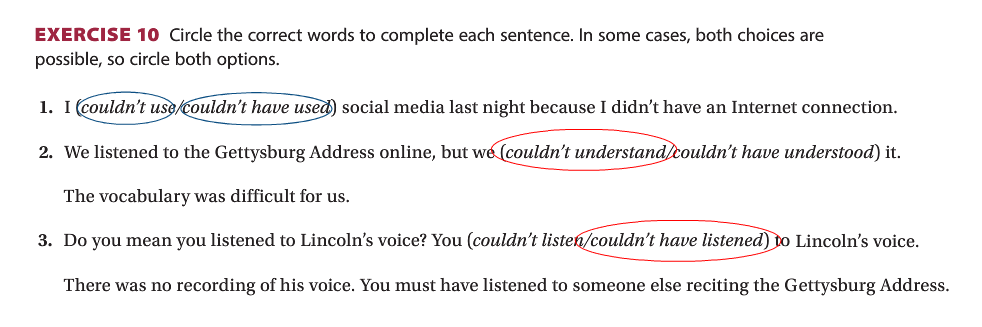 EXERCISE 10 Circle the correct words to complete each sentence. In some cases, both choices are
possible, so circle both options.
1. I (couldn't use/couldn't have used) social media last night because I didn't have an Internet connection.
2. We listened to the Gettysburg Address online, but we (couldn't understand/couldn't have understood) it.
The vocabulary was difficult for us.
3. Do you mean you listened to Lincoln's voice? You (couldn't listen/couldn't have listened) to Lincoln's voice.
There was no recording of his voice. You must have listened to someone else reciting the Gettysburg Address.